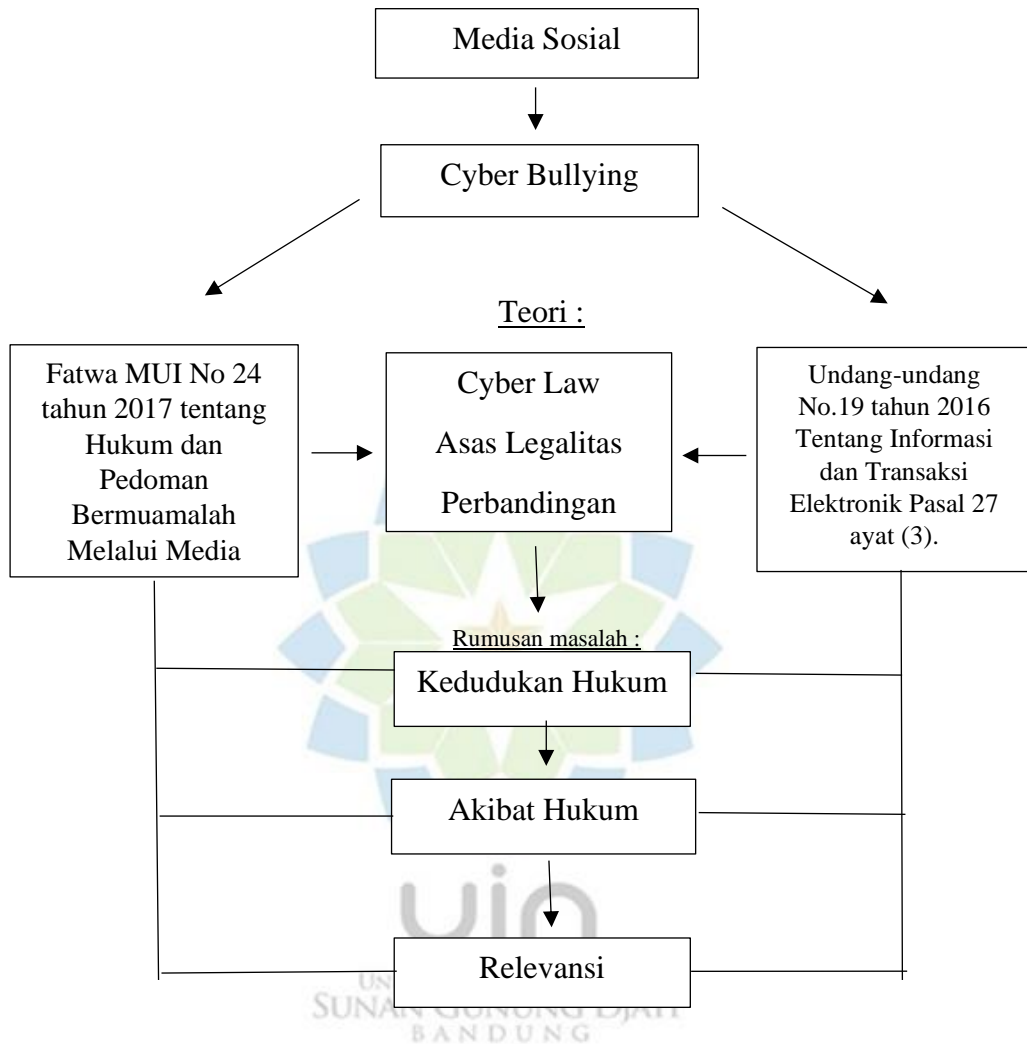 Media Sosial
Cyber Bullying
Teori :
Fatwa MUI No 24
tahun 2017 tentang
Hukum dan
Pedoman
Bermuamalah
Melalui Media
Cyber Law
Asas Legalitas
Perbandingan
Undang-undang
No.19 tahun 2016
Tentang Informasi
dan Transaksi
Elektronik Pasal 27
ayat (3).
Rumusan masalah :
Kedudukan Hukum
Akibat Hukum
uin
Relevansi
SUNAN GUNUNG DJATI
BANDUNG